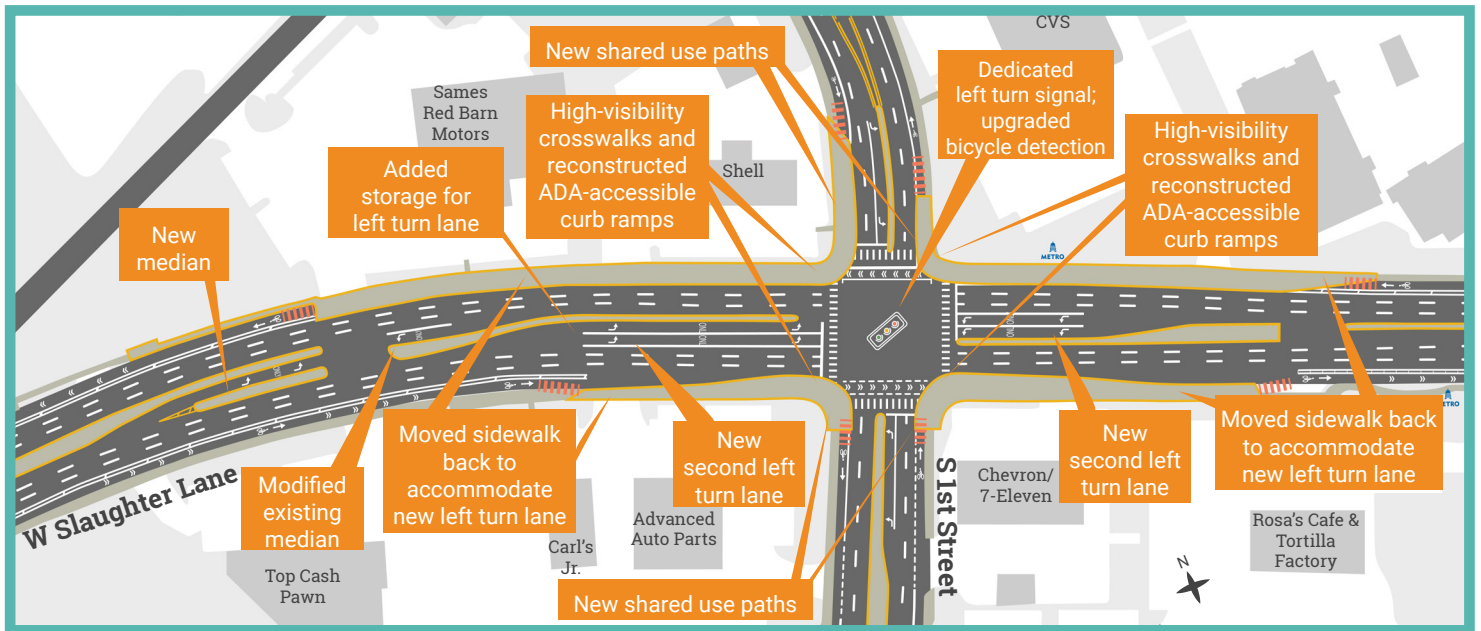 CVS
New shared use paths
Dedicated
left turn signal;
upgraded
bicycle detection
Sames
Red Barn
Motors
High-visibility
crosswalks and
reconstructed
ADA-accessible
curb ramps
High-visibility
crosswalks and
reconstructed
ADA-accessible
curb ramps
Added
storage for
left turn lane
Shell
New
median
METRO
ONLY
ONLY
ONLY
ONLY
METRO
Moved sidewalk
back to
accommodate
new left turn lane
New
second left
turn lane
New
second left
turn lane
Moved sidewalk back
to accommodate
new left turn lane
W Slaughter Lane
Modified
existing
median
S 1st Street
Chevron/
7-Eleven
Advanced
Auto Parts
Carl's
Jr.
Rosa's Cafe &
Tortilla
Factory
Top Cash
Pawn
New shared use paths
N